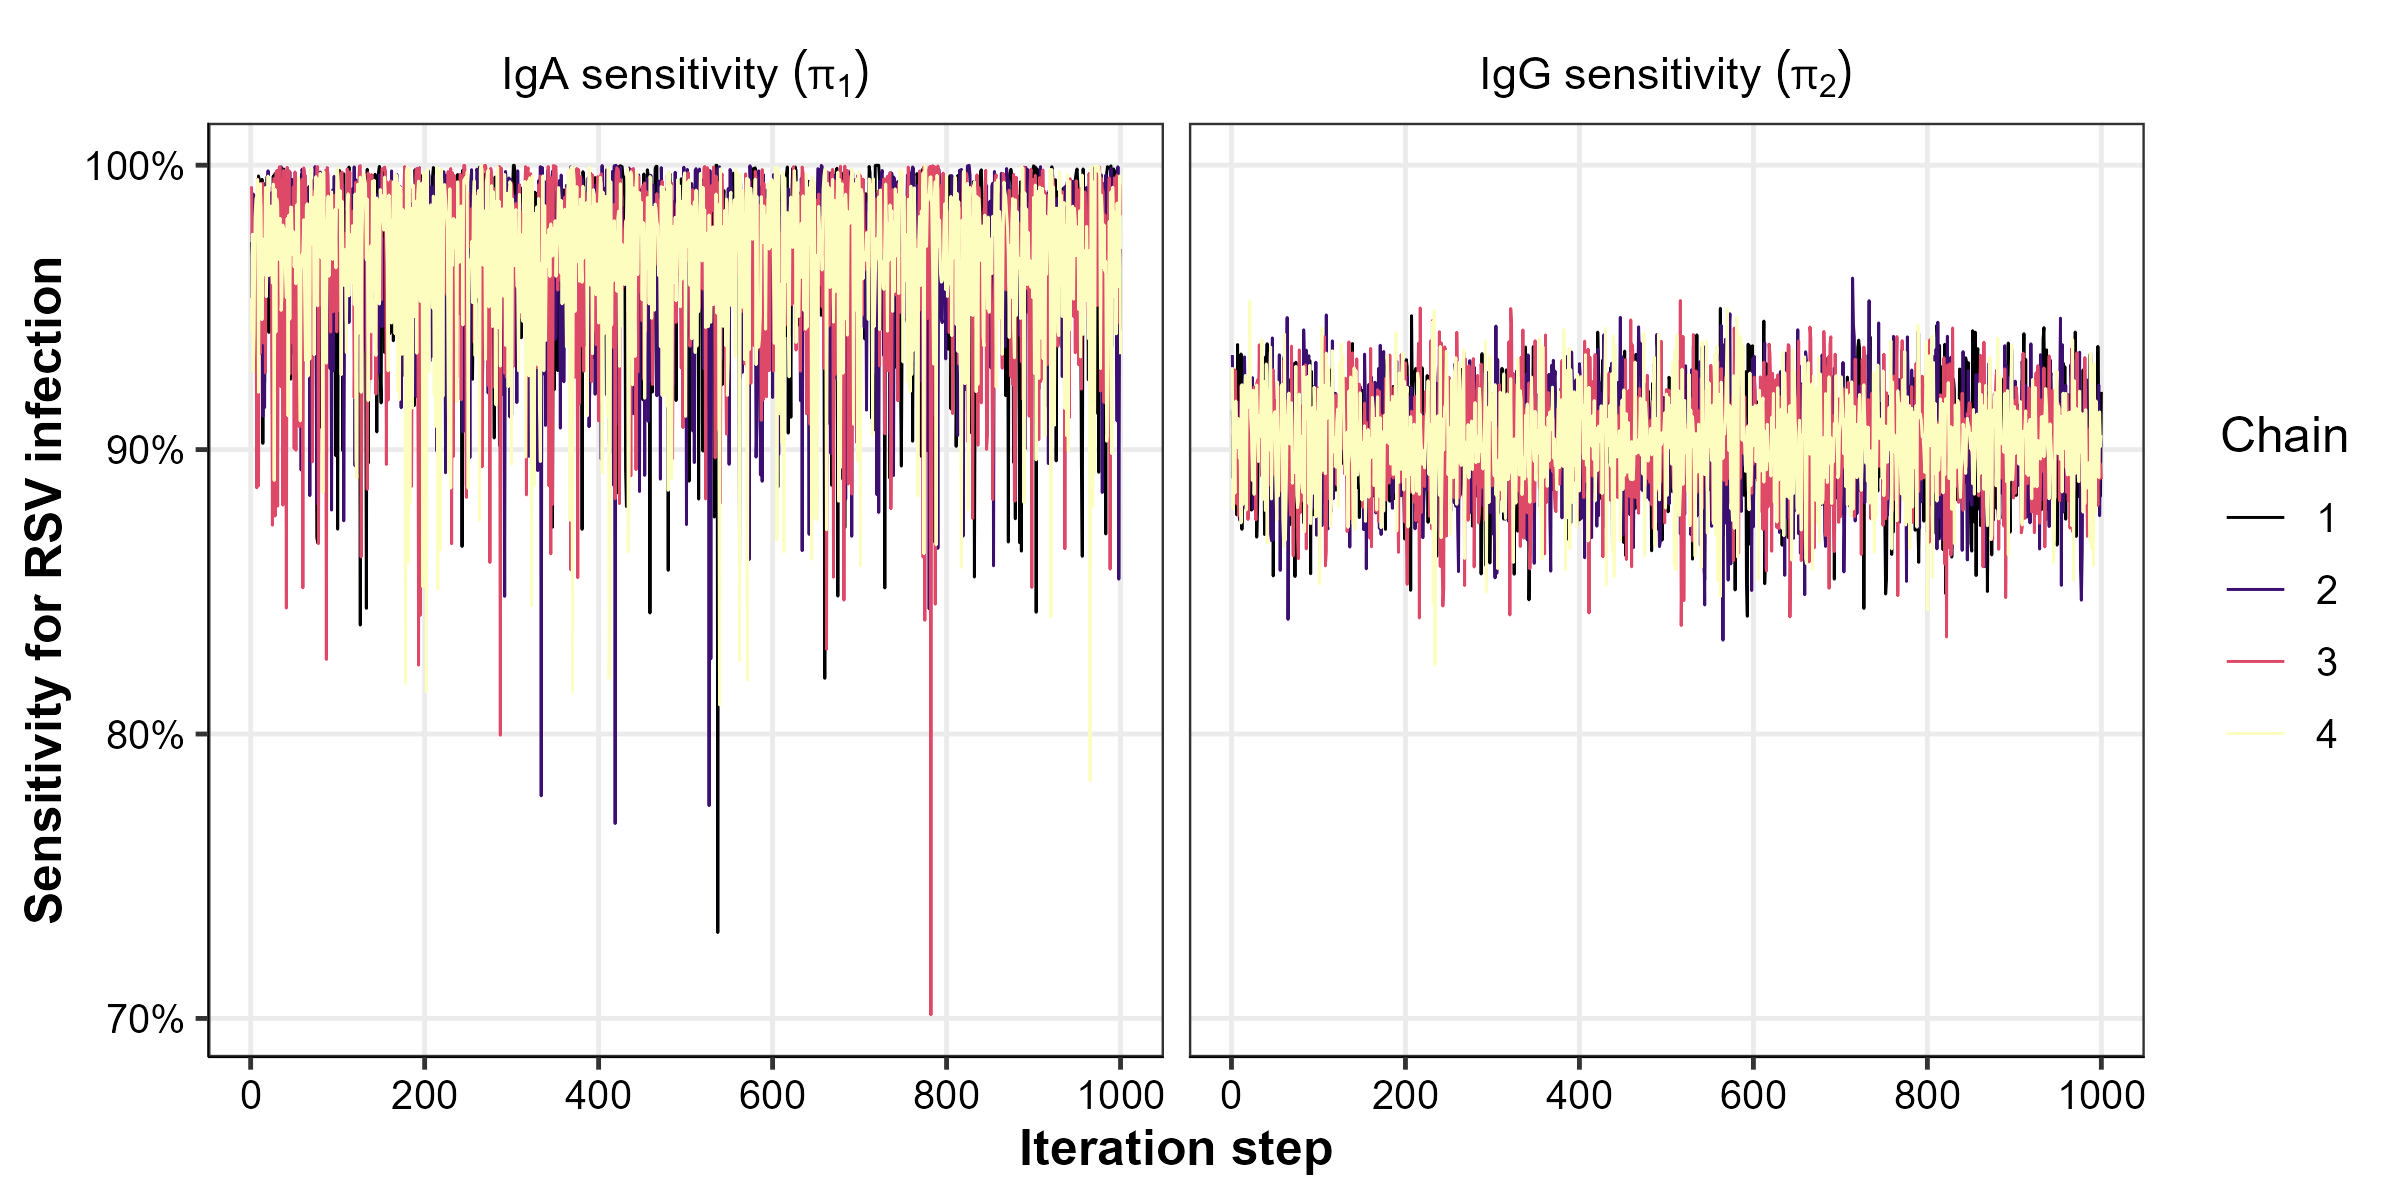 IgA sensitivity (π₁)
IgG sensitivity (π₂)
Sensitivity for RSV infection
100%
90%
80%
70%
0 200 400 600 800 1000
0 200 400 600 800 1000
Iteration step
Chain
1
2
3
4